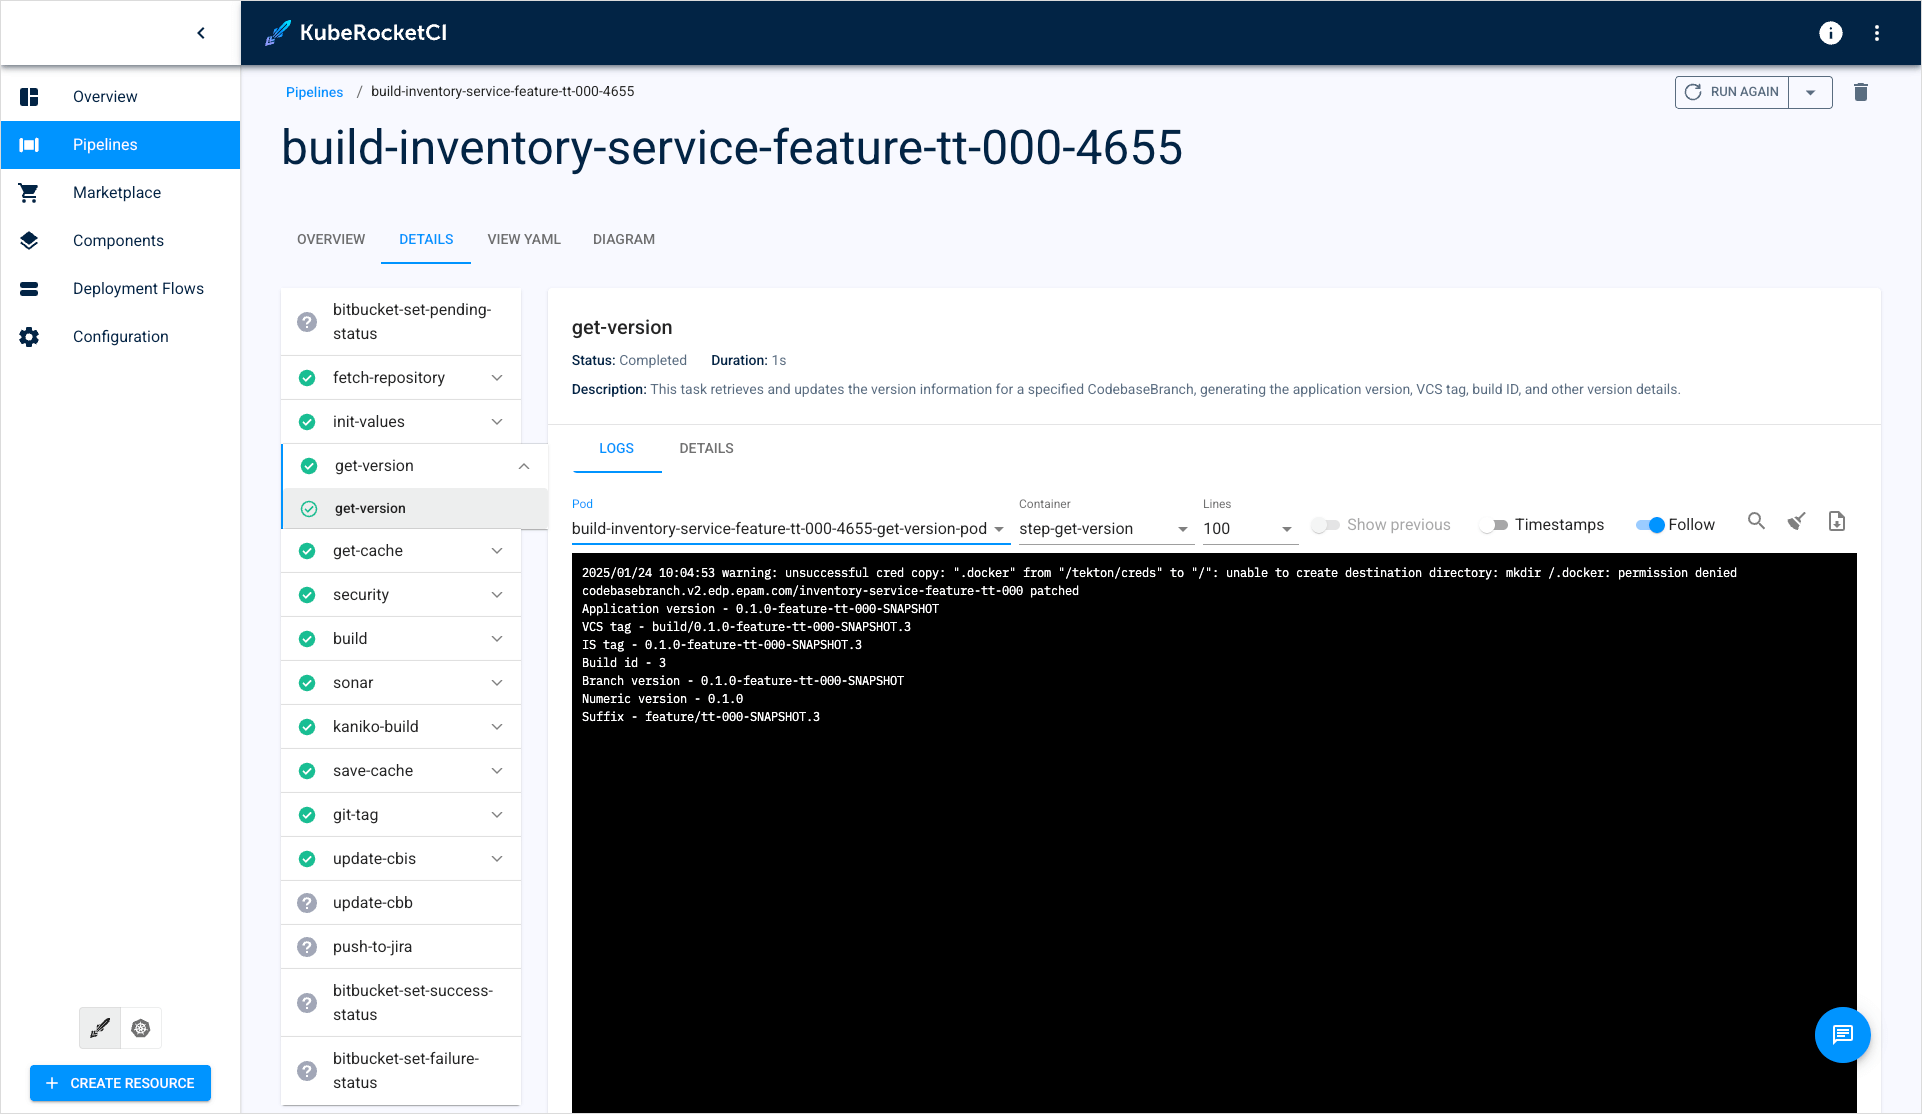 KubeRocketCI
Overview
Pipelines
Marketplace
Components
Deployment Flows
Configuration
CREATE RESOURCE
Pipelines / build-inventory-service-feature-tt-000-4655
RUN AGAIN
build-inventory-service-feature-tt-000-4655
OVERVIEW
DETAILS
VIEW YAML
DIAGRAM
bitbucket-set-pending-
status
fetch-repository
init-values
get-version
get-version
get-cache
security
build
sonar
kaniko-build
save-cache
git-tag
update-cbis
update-cbb
push-to-jira
bitbucket-set-success-
status
bitbucket-set-failure-
status
get-version
Status: Completed Duration: 1s
Description: This task retrieves and updates the version information for a specified CodebaseBranch, generating the application version, VCS tag, build ID, and other version details.
LOGS
DETAILS
Pod
build-inventory-service-feature-tt-000-4655-get-version-pod
Container
step-get-version
Lines
100
Show previous
Timestamps
Follow
2025/01/24 10:04:53 warning: unsuccessful cred copy: ".docker" from "/tekton/creds" to "/": unable to create destination directory: mkdir /.docker: permission denied
codebasebranch.v2.edp.epam.com/inventory-service-feature-tt-000 patched
Application version - 0.1.0-feature-tt-000-SNAPSHOT
VCS tag - build/0.1.0-feature-tt-000-SNAPSHOT.3
IS tag - 0.1.0-feature-tt-000-SNAPSHOT.3
Build id - 3
Branch version - 0.1.0-feature-tt-000-SNAPSHOT
Numeric version - 0.1.0
Suffix - feature/tt-000-SNAPSHOT.3